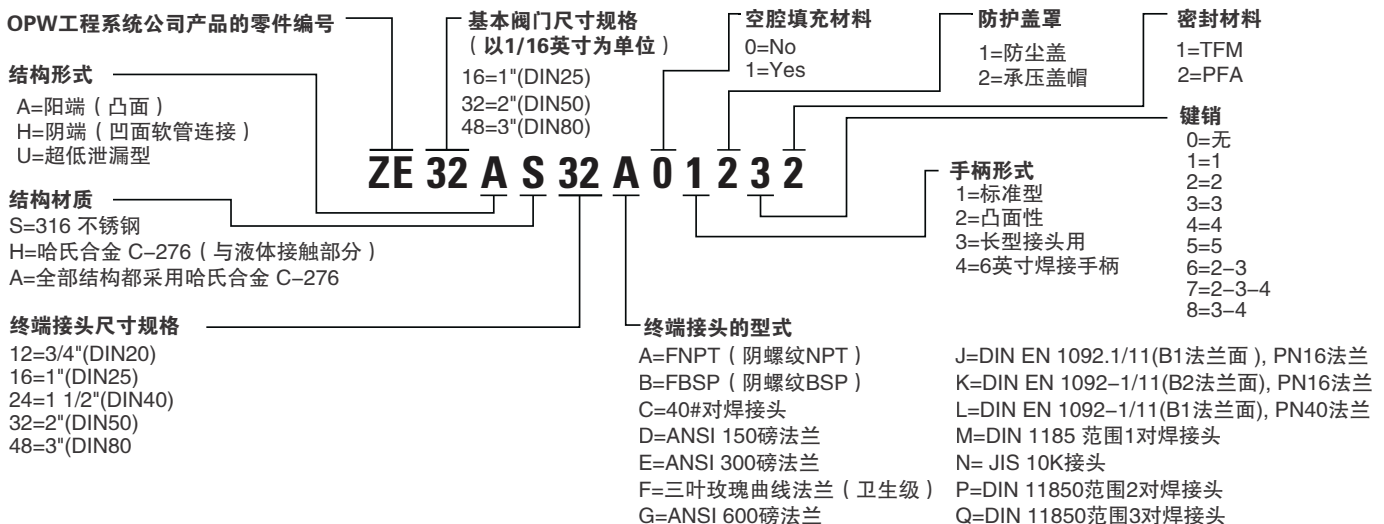 OPW工程系统公司产品的零件编号
结构形式
A=阳端（凸面）
H=阴端（凹面软管连接）
U=超低泄漏型
结构材质
S=316 不锈钢
H=哈氏合金 C–276（与液体接触部分）
A=全部结构都采用哈氏合金 C–276
终端接头尺寸规格
12=3/4"(DIN20)
16=1"(DIN25)
24=1 1/2"(DIN40)
32=2"(DIN50)
48=3"(DIN80
基本阀门尺寸规格
（以1/16英寸为单位）
16=1"(DIN25)
32=2"(DIN50)
48=3"(DIN80)
空腔填充材料
0=No
1=Yes
防护盖罩
1=防尘盖
2=承压盖帽
密封材料
1=TFM
2=PFA
键销
0=无
1=1
2=2
3=3
4=4
5=5
6=2–3
7=2–3–4
8=3–4
ZE 32 A S 32 A 0 1 2 3 2
手柄形式
1=标准型
2=凸面性
3=长型接头用
4=6英寸焊接手柄
终端接头的型式
A=FNPT（阴螺纹NPT）
B=FBSP（阴螺纹BSP）
C=40#对焊接头
D=ANSI 150磅法兰
E=ANSI 300磅法兰
F=三叶玫瑰曲线法兰（卫生级）
G=ANSI 600磅法兰
J=DIN EN 1092.1/11(B1法兰面）, PN16法兰
K=DIN EN 1092–1/11(B2法兰面), PN16法兰
L=DIN EN 1092–1/11(B1法兰面), PN40法兰
M=DIN 1185 范围1对焊接头
N= JIS 10K接头
P=DIN 11850范围2对焊接头
Q=DIN 11850范围3对焊接头